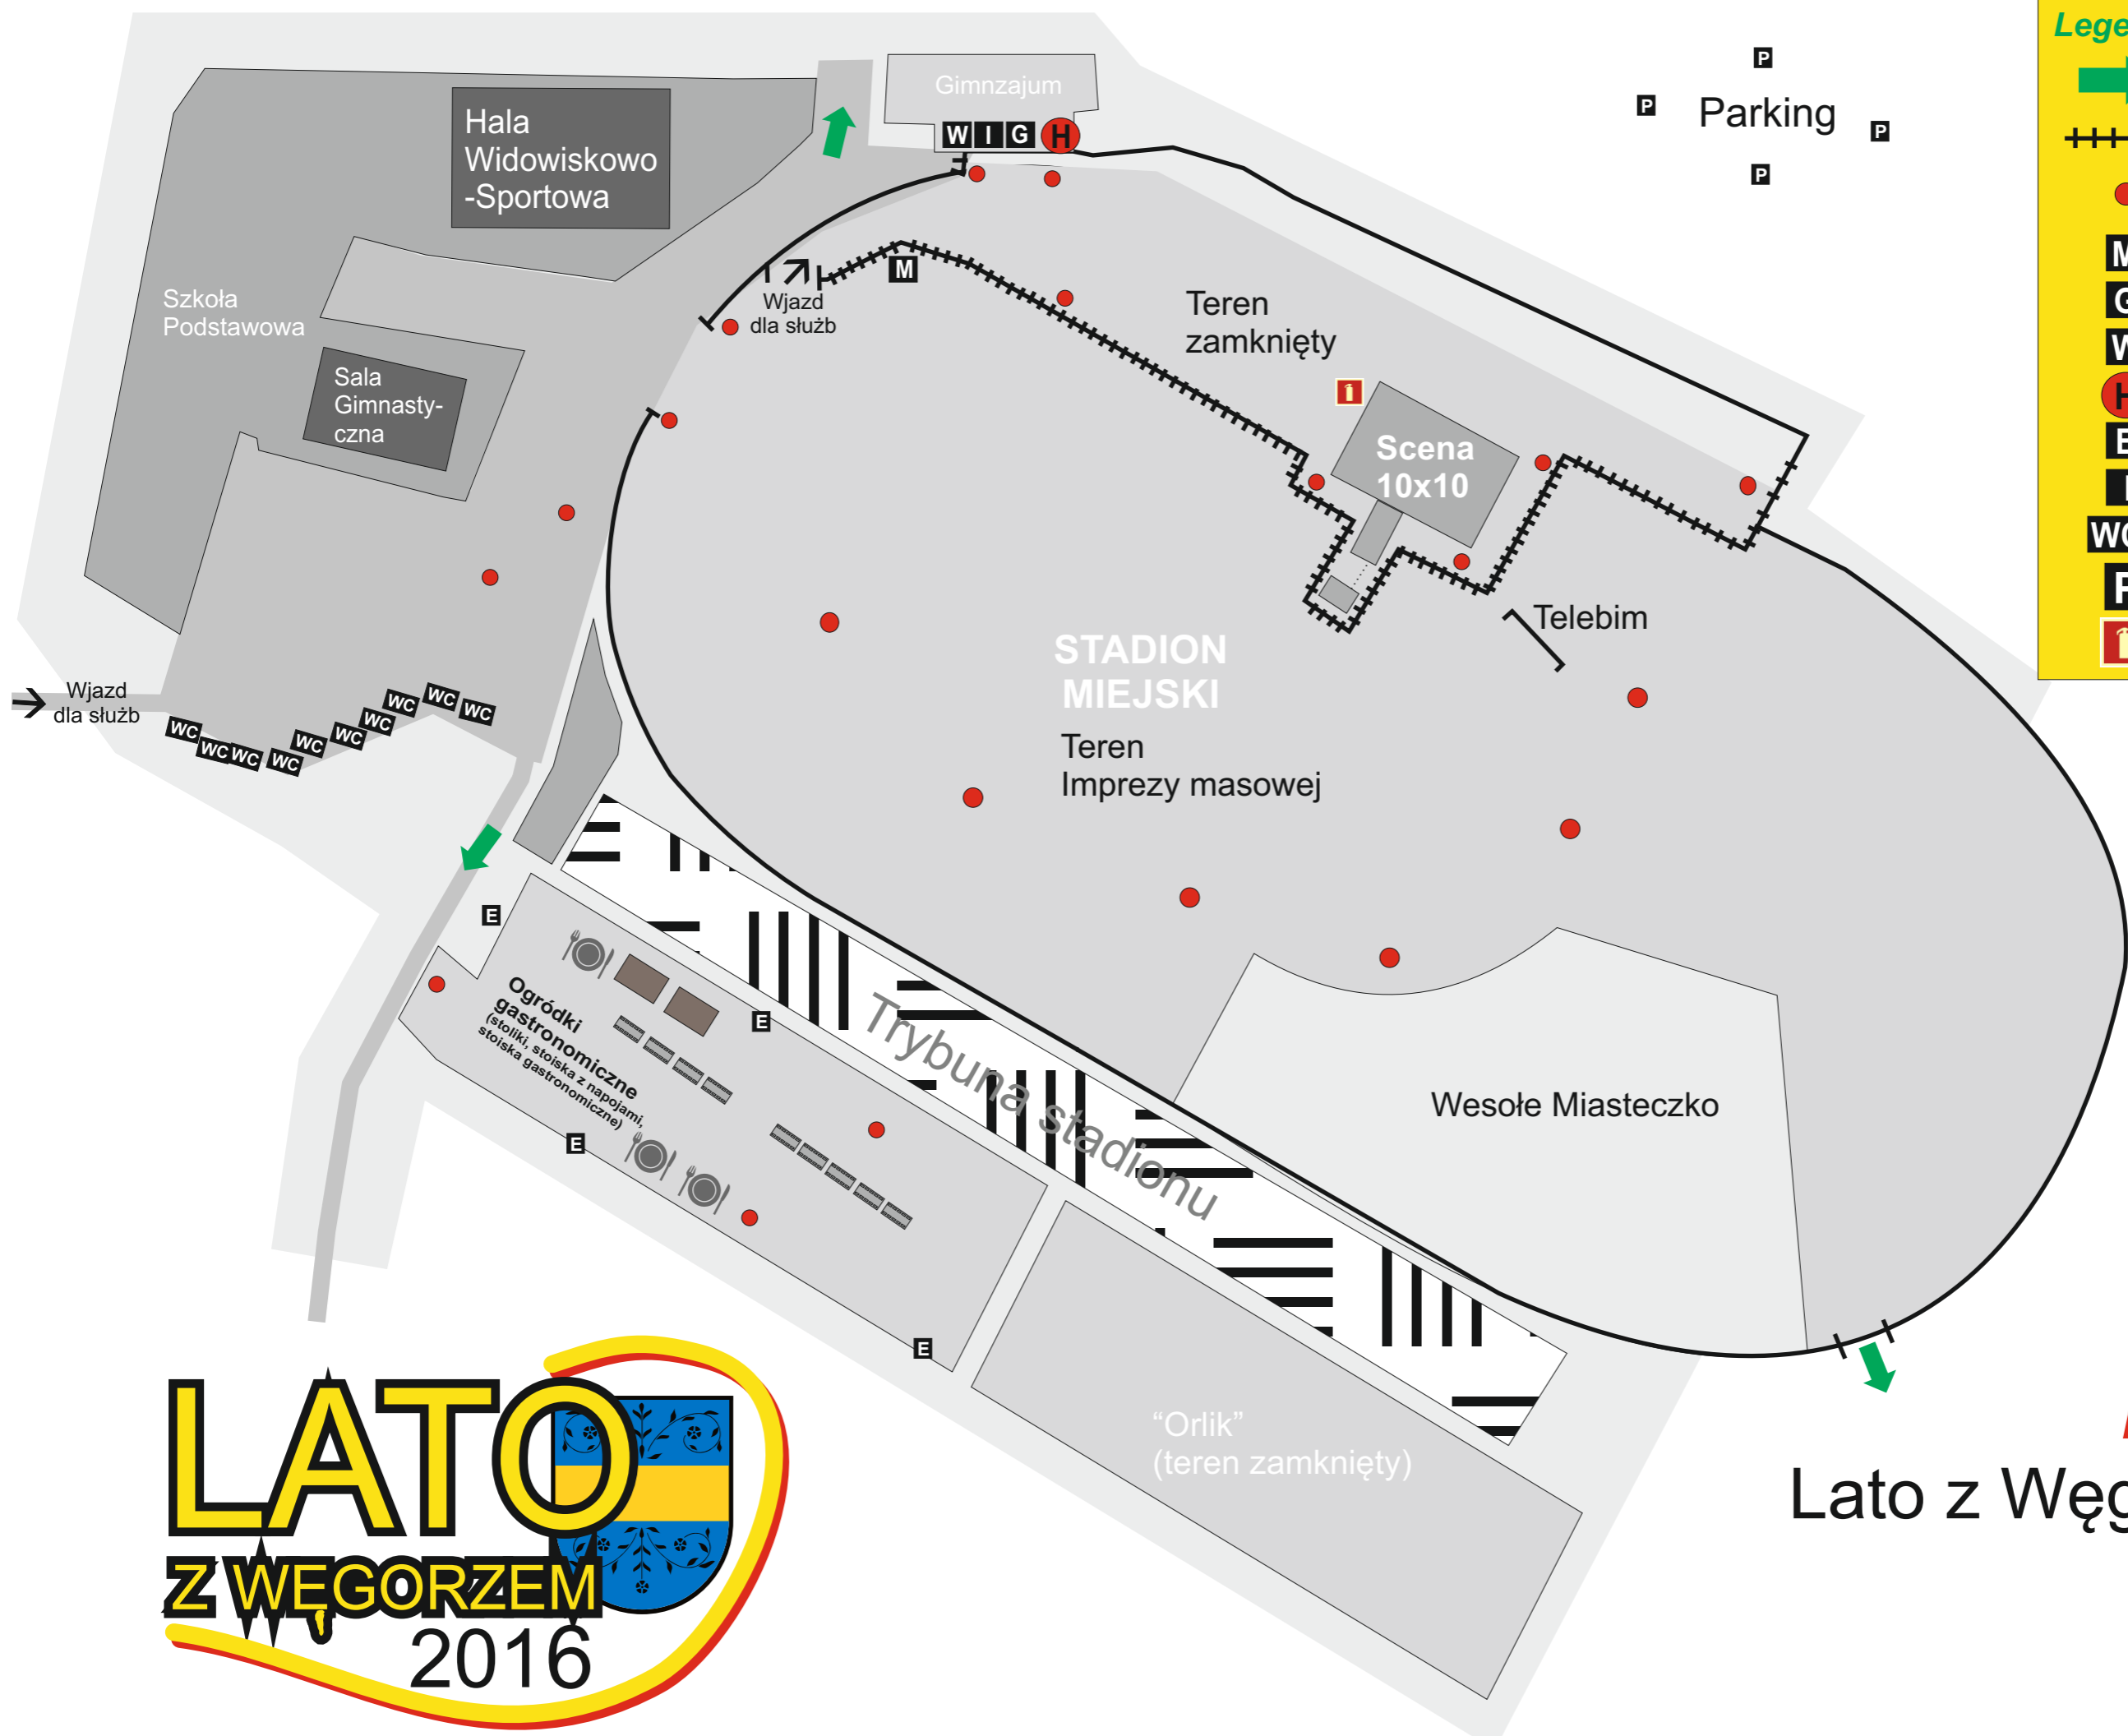 Gimnzajum
W I G H
Hala
Widowiskowo
-Sportowa
P
P
Parking
P
P
Szkoła
Podstawowa
Sala
Gimnasty-
czna
Wjazd
dla służb
M
Teren
zamknięty
Scena
10x10
Telebim
STADION
MIEJSKI
Teren
Imprezy masowej
Wjazd
dla służb
WC
WC
WC
WC
WC
WC
WC
WC
WC
WC
E
Ogródki
gastronomiczne
(stoliki, stoiska z napojami,
stoiska gastronomiczne)
E
E
E
Trybuna stadionu
Wesołe Miasteczko
"Orlik"
(teren zamknięty)
LATO
Z WĘGORZEM
2016
Lato z
H
E
P